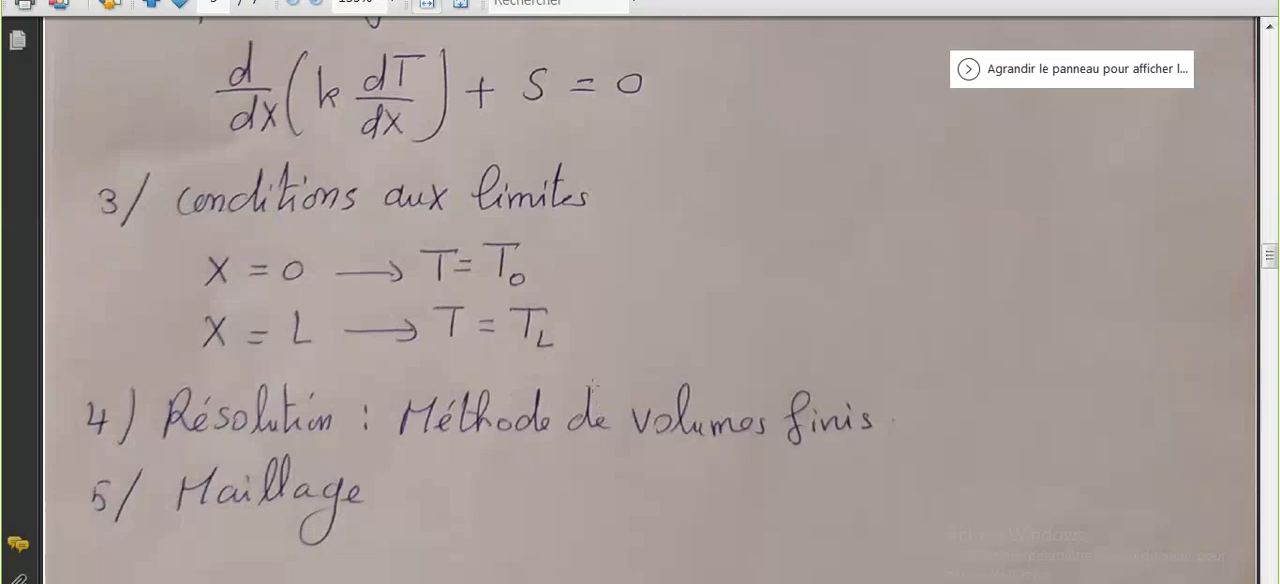 Rechercher
Agrandir le panneau pour afficher l...
d/dx (k dT/dx) + S = 0
3/ conditions aux limites
X = 0 → T = T₀
X = L → T = T_L
4) Résolution : Méthode de volumes finis.
5/ Maillage